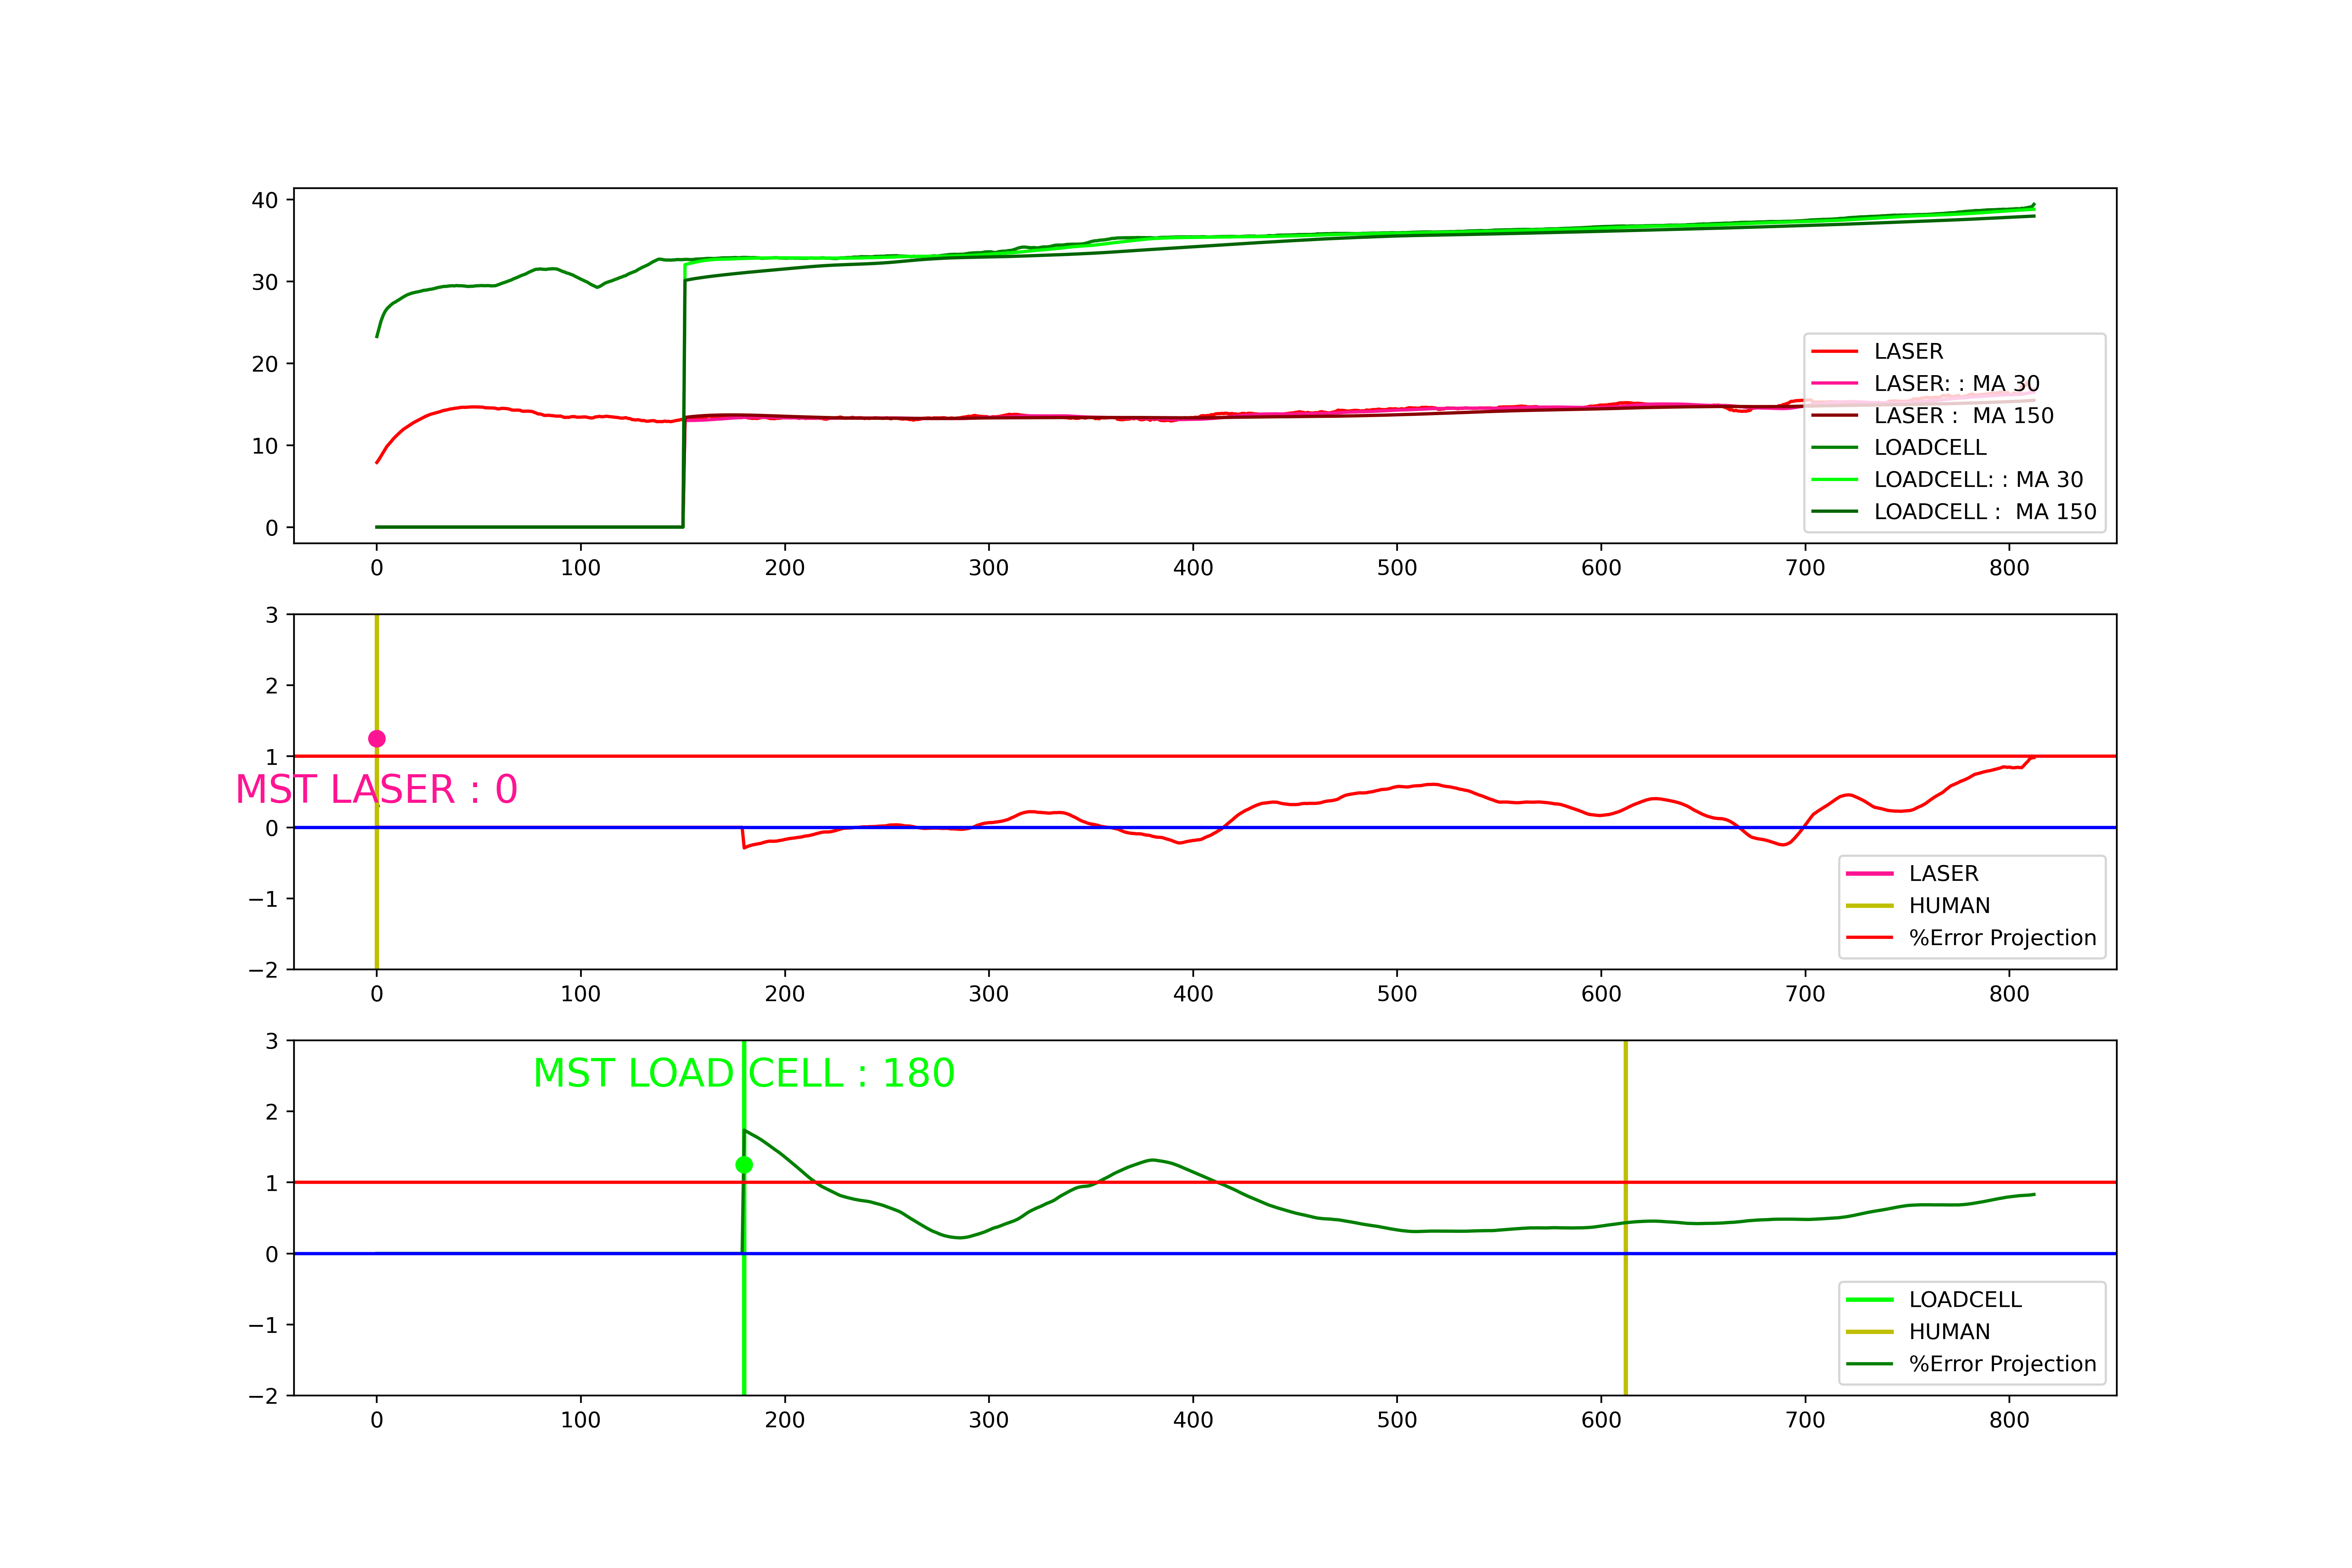 40
30
20
10
0
LASER
LASER: : MA 30
LASER :  MA 150
LOADCELL
LOADCELL: : MA 30
LOADCELL :  MA 150
0 100 200 300 400 500 600 700 800
3
2
1
0
−1
−2
MST LASER : 0
LASER
HUMAN
%Error Projection
0 100 200 300 400 500 600 700 800
3
2
1
0
−1
−2
MST LOAD CELL : 180
LOADCELL
HUMAN
%Error Projection
0 100 200 300 400 500 600 700 800